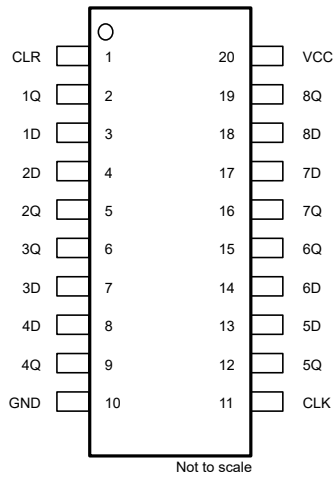 CLR 1 20 VCC
1Q 2 19 8Q
1D 3 18 8D
2D 4 17 7D
2Q 5 16 7Q
3Q 6 15 6Q
3D 7 14 6D
4D 8 13 5D
4Q 9 12 5Q
GND 10 11 CLK
Not to scale